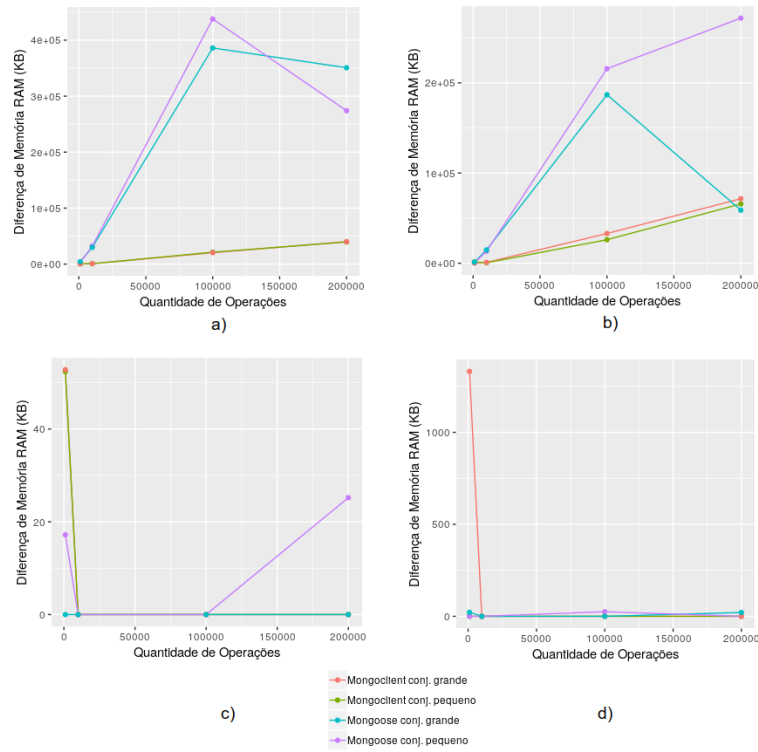 4e+05
3e+05
2e+05
1e+05
0e+00
Diferença de Memória RAM (KB)
0 50000 100000 150000 200000
Quantidade de Operações
a)
2e+05
1e+05
0e+00
Diferença de Memória RAM (KB)
0 50000 100000 150000 200000
Quantidade de Operações
b)
40
20
0
Diferença de Memória RAM (KB)
0 50000 100000 150000 200000
Quantidade de Operações
c)
1000
500
0
Diferença de Memória RAM (KB)
0 50000 100000 150000 200000
Quantidade de Operações
d)
Mongoclient conj. grande
Mongoclient conj. pequeno
Mongoose conj. grande
Mongoose conj. pequeno